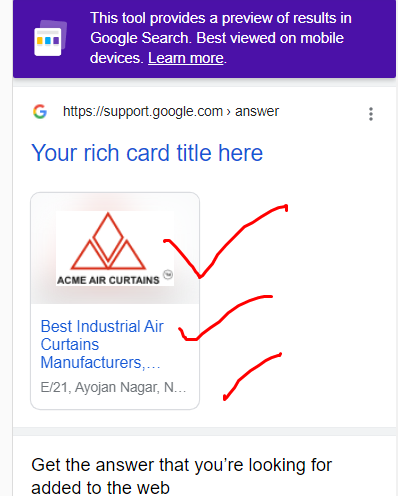 This tool provides a preview of results in
Google Search. Best viewed on mobile
devices. Learn more.
https://support.google.com › answer
Your rich card title here
ACME AIR CURTAINS TM
Best Industrial Air
Curtains
Manufacturers,...
E/21, Ayojan Nagar, N...
Get the answer that you’re looking for
added to the web